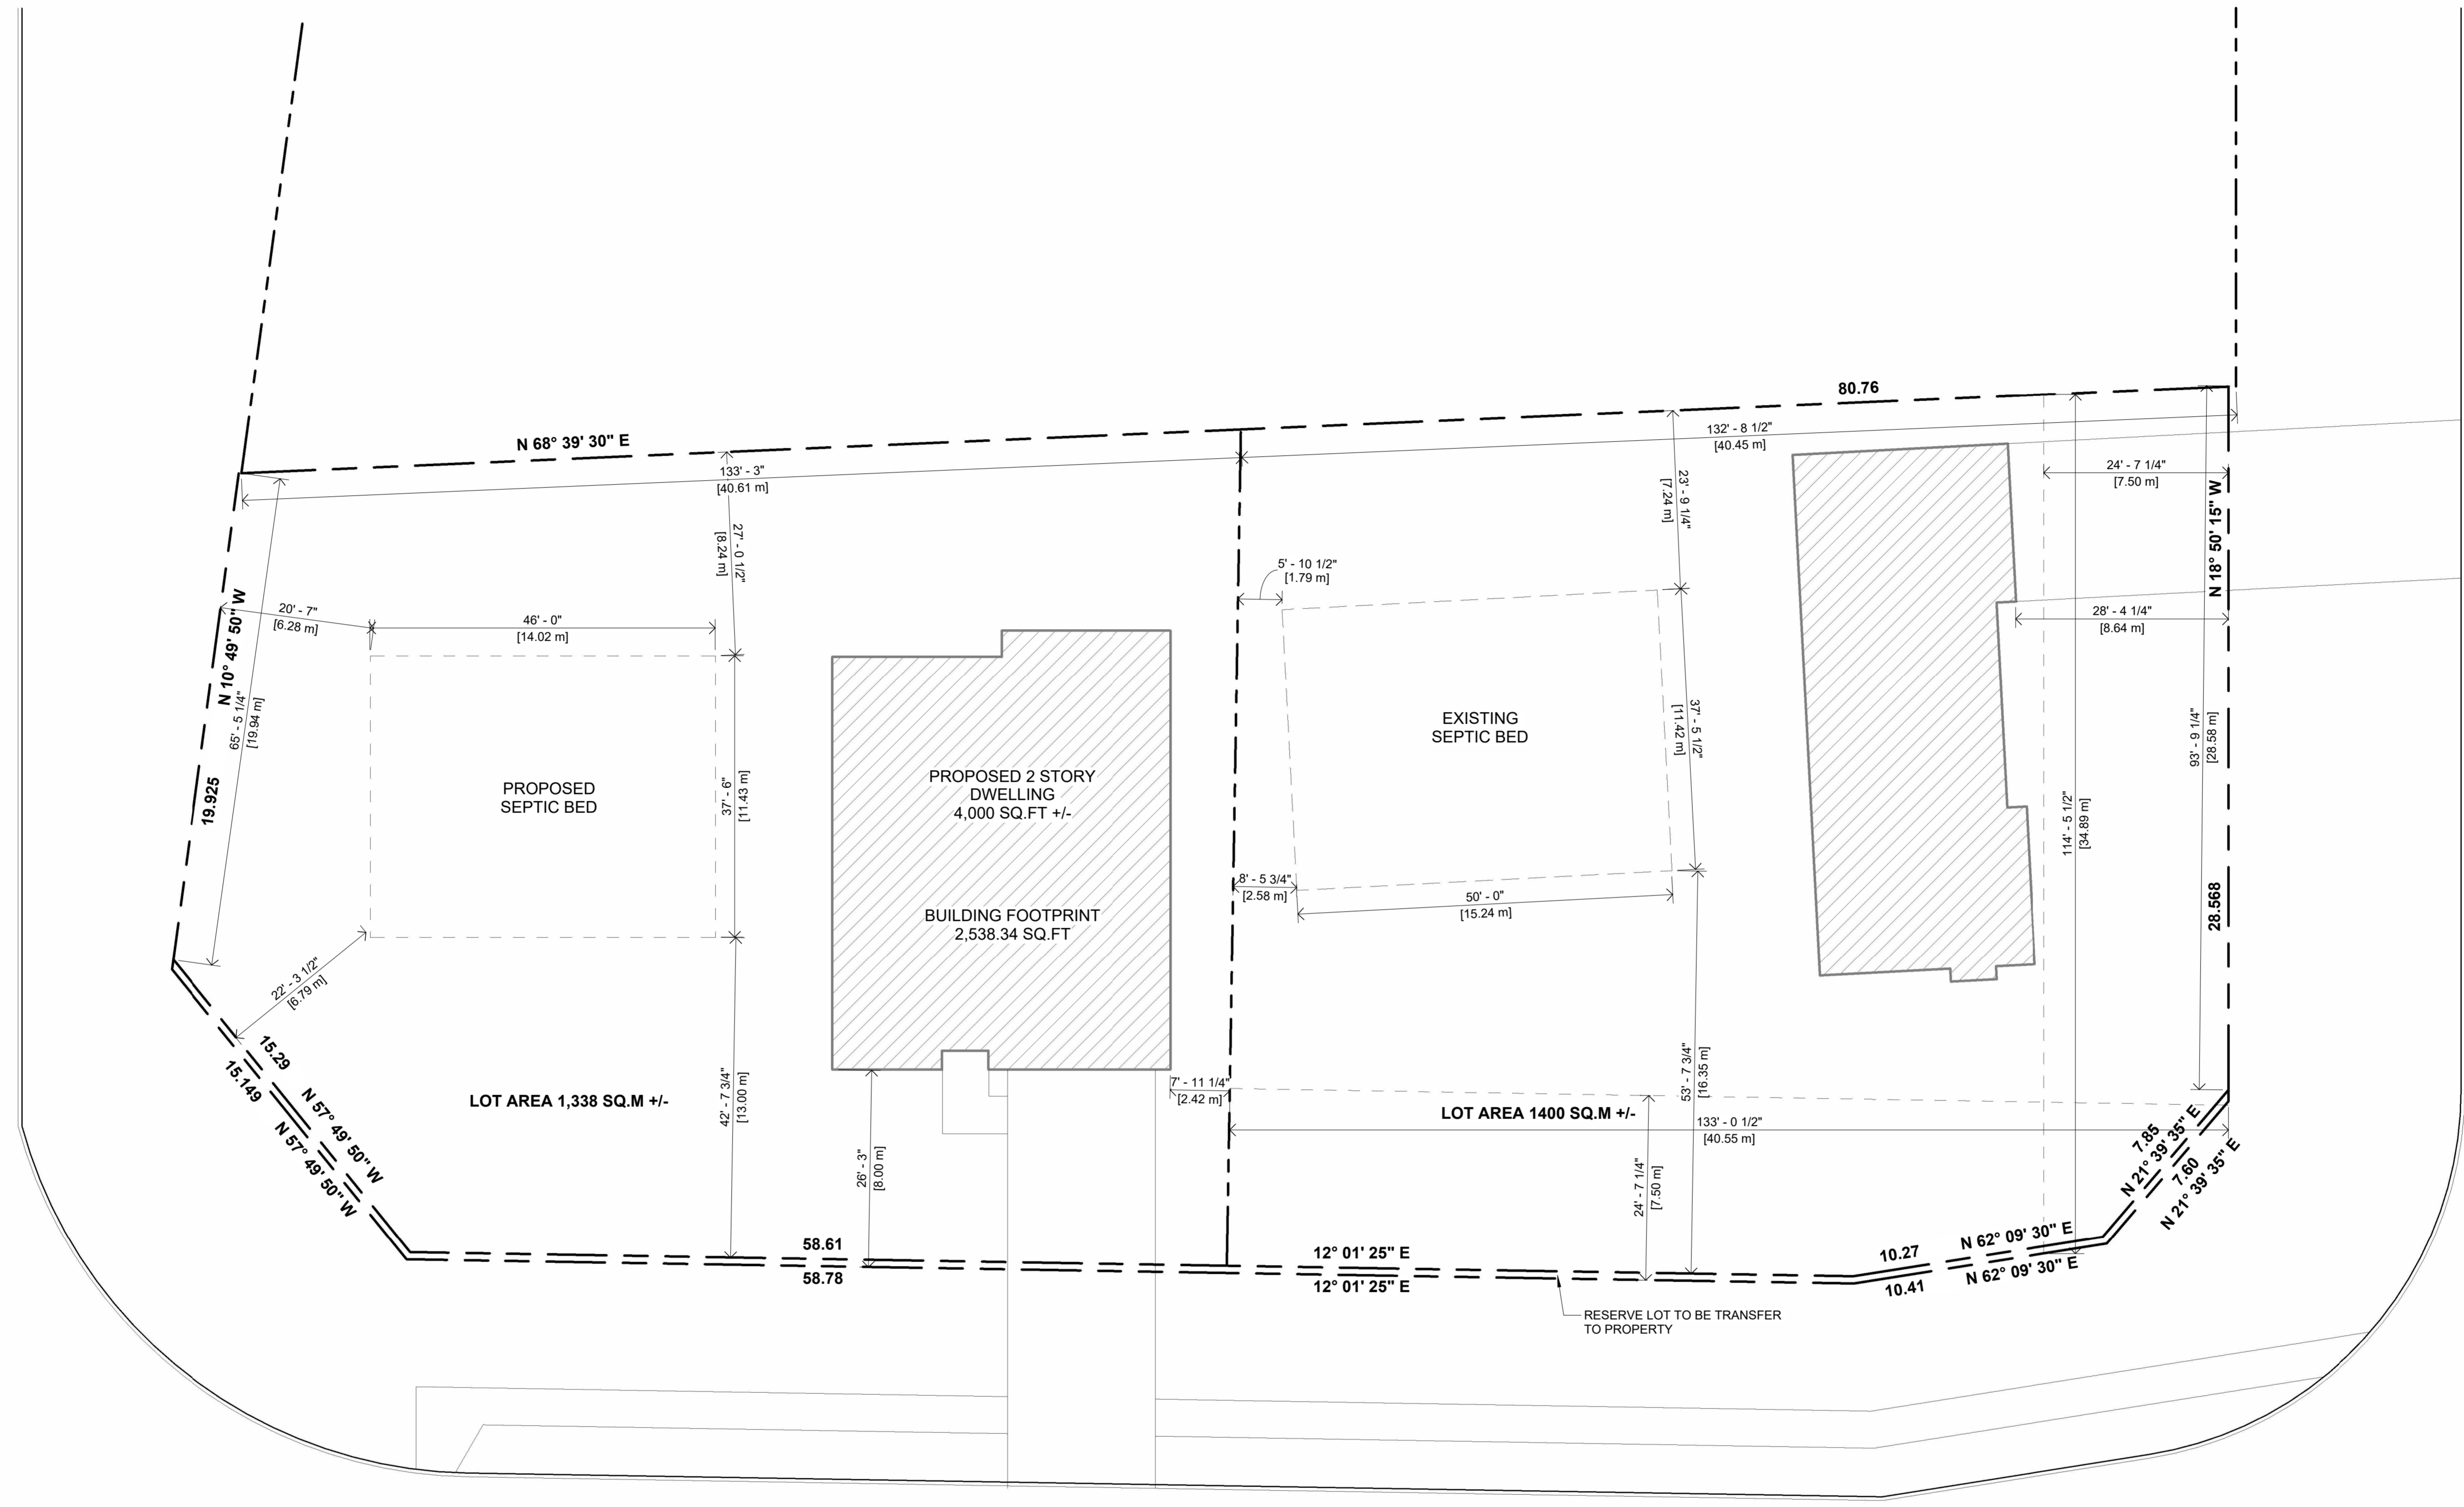 80.76
N 68° 39' 30" E
132' - 8 1/2"
[40.45 m]
133' - 3"
[40.61 m]
24' - 7 1/4"
[7.50 m]
N 18° 50' 15" W
23' - 9 1/4"
[7.24 m]
27' - 0 1/2"
[8.24 m]
5' - 10 1/2"
[1.79 m]
20' - 7"
[6.28 m]
46' - 0"
[14.02 m]
28' - 4 1/4"
[8.64 m]
N 10° 49' 50" W
65' - 5 1/4"
[19.94 m]
19.925
PROPOSED
SEPTIC BED
37' - 6"
[11.43 m]
PROPOSED 2 STORY
DWELLING
4,000 SQ.FT +/-
BUILDING FOOTPRINT
2,538.34 SQ.FT
EXISTING
SEPTIC BED
37' - 5 1/2"
[11.42 m]
8' - 5 3/4"
[2.58 m]
50' - 0"
[15.24 m]
114' - 5 1/2"
[34.89 m]
93' - 9 1/4"
[28.58 m]
28.568
22' - 3 1/2"
[6.79 m]
15.29
15.149
N 57° 49' 50" W
N 57° 49' 50" W
LOT AREA 1,338 SQ.M +/-
42' - 7 3/4"
[13.00 m]
26' - 3"
[8.00 m]
7' - 11 1/4"
[2.42 m]
LOT AREA 1400 SQ.M +/-
133' - 0 1/2"
[40.55 m]
53' - 7 3/4"
[16.35 m]
24' - 7 1/4"
[7.50 m]
7.85
N 21° 39' 35" E
7.60
N 21° 39' 35" E
58.61
58.78
12° 01' 25" E
12° 01' 25" E
10.27
N 62° 09' 30" E
10.41
N 62° 09' 30" E
RESERVE LOT TO BE TRANSFER
TO PROPERTY